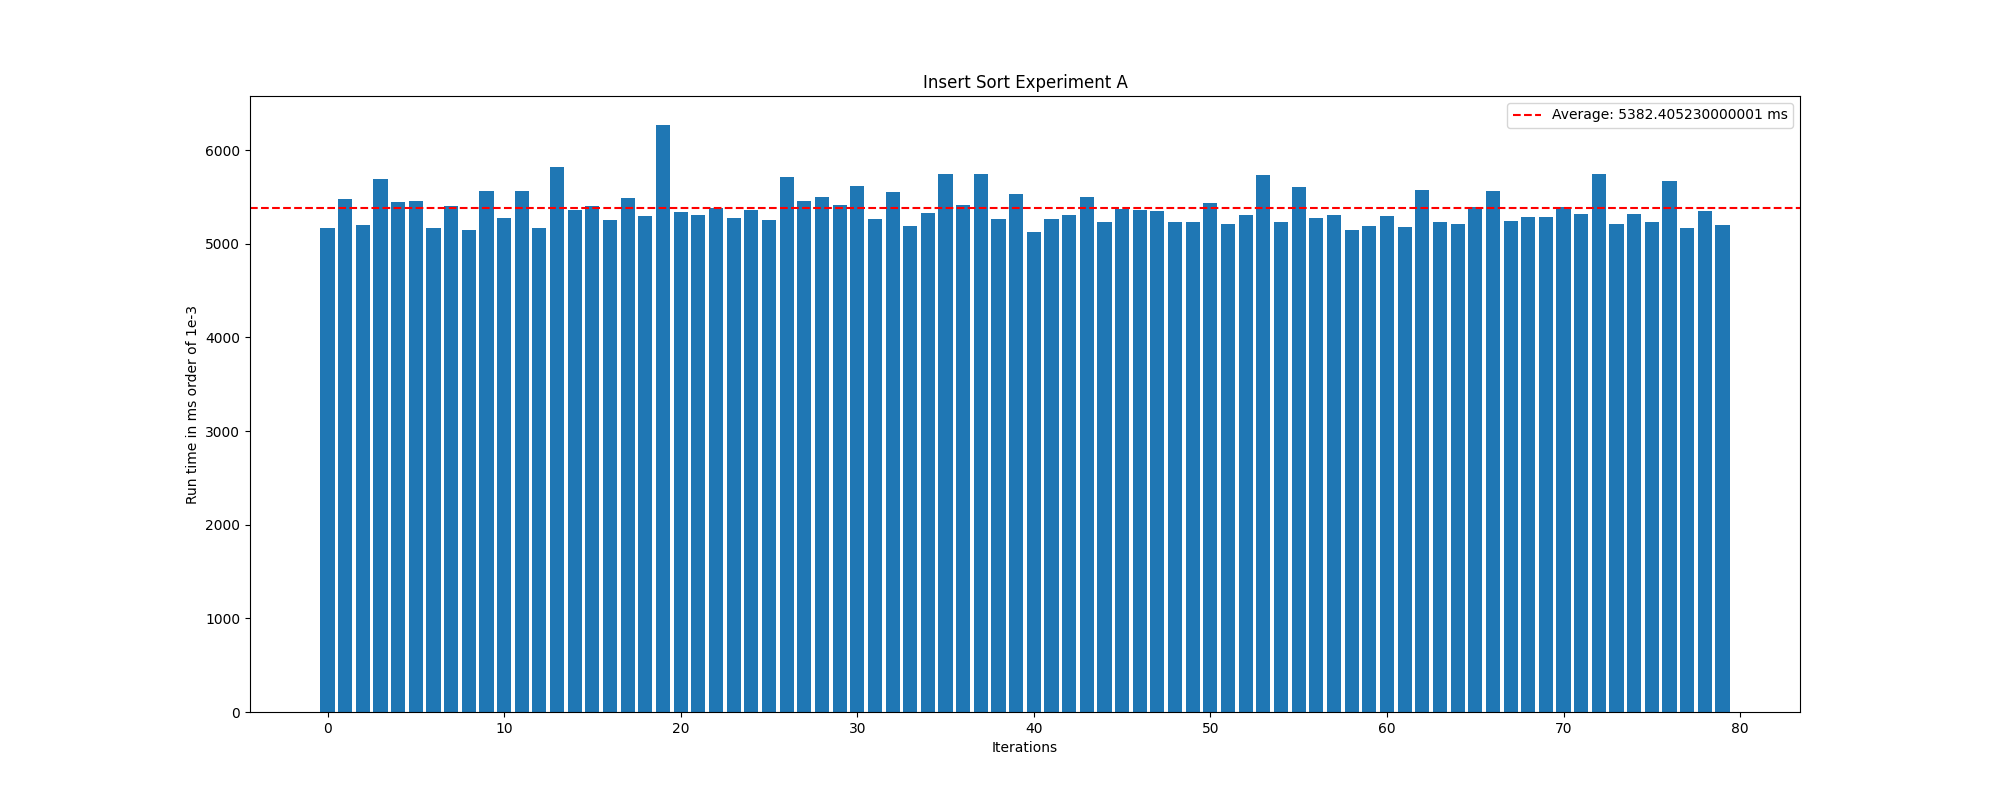 Insert Sort Experiment A
Average: 5382.405230000001 ms
6000
5000
4000
3000
2000
1000
0
Run time in ms order of 1e-3
0 10 20 30 40 50 60 70 80
Iterations